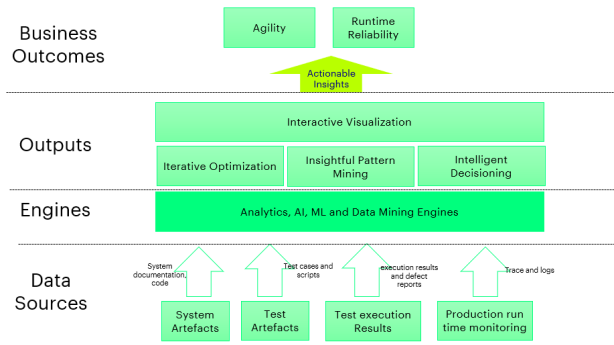 Business
Outcomes
Agility
Runtime
Reliability
Actionable
Insights
Outputs
Interactive Visualization
Iterative Optimization
Insightful Pattern
Mining
Intelligent
Decisioning
Engines
Analytics, AI, ML and Data Mining Engines
Data
Sources
System
documentation,
code
Test cases and
scripts
execution results
and defect
reports
Trace and logs
System
Artefacts
Test
Artefacts
Test execution
Results
Production run
time monitoring